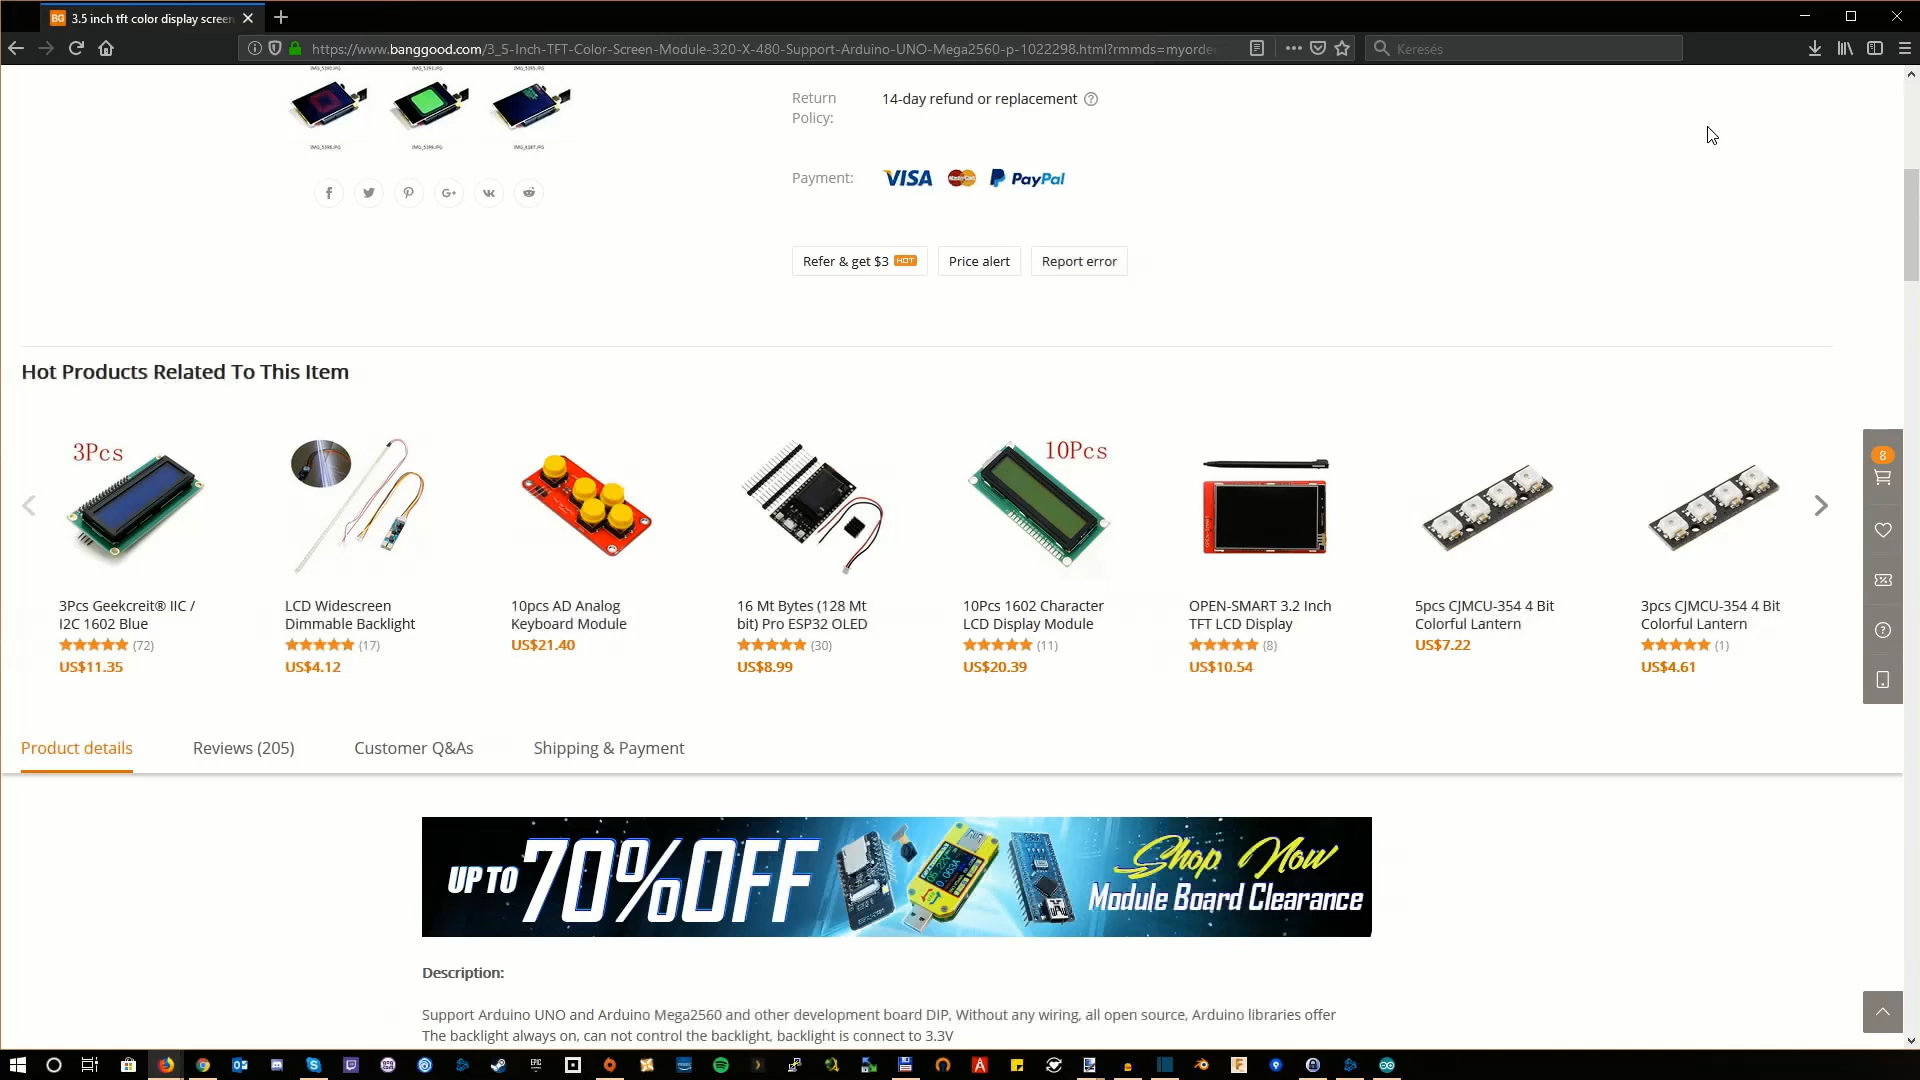 BG 3.5 inch tft color display screen
https://www.banggood.com/3_5-Inch-TFT-Color-Screen-Module-320-X-480-Support-Arduino-UNO-Mega2560-p-1022298.html?rmmds=myorde
Keresés
Return Policy:
14-day refund or replacement
Payment:
VISA MasterCard PayPal
Refer & get $3 HOT
Price alert
Report error
Hot Products Related To This Item
3Pcs
10Pcs
3Pcs Geekcreit® IIC /
I2C 1602 Blue
(72)
US$11.35
LCD Widescreen
Dimmable Backlight
(17)
US$4.12
10pcs AD Analog
Keyboard Module
US$21.40
16 Mt Bytes (128 Mt
bit) Pro ESP32 OLED
(30)
US$8.99
10Pcs 1602 Character
LCD Display Module
(11)
US$20.39
OPEN-SMART 3.2 Inch
TFT LCD Display
(8)
US$10.54
5pcs CJMCU-354 4 Bit
Colorful Lantern
US$7.22
3pcs CJMCU-354 4 Bit
Colorful Lantern
(1)
US$4.61
8
Product details
Reviews (205)
Customer Q&As
Shipping & Payment
UP TO 70% OFF
Shop Now
Module Board Clearance
Description:
Support Arduino UNO and Arduino Mega2560 and other development board DIP, Without any wiring, all open source, Arduino libraries offer
The backlight always on, can not control the backlight, backlight is connect to 3.3V